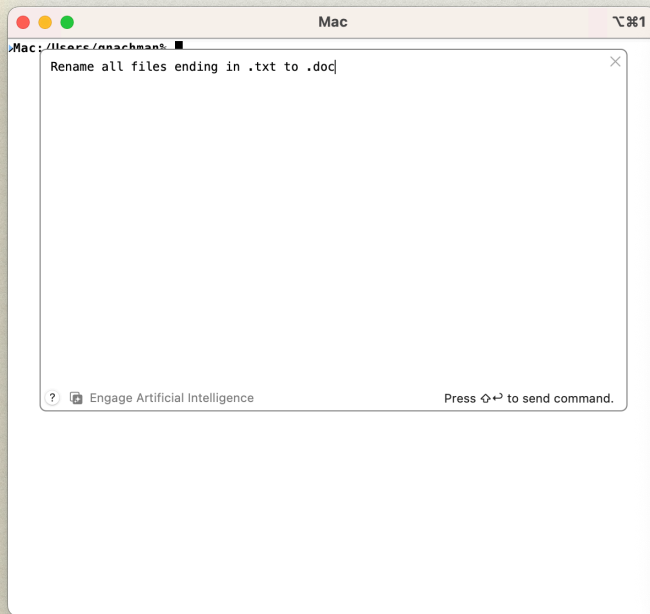 Mac
⌥⌘1
Mac:/Users/gnachman%
Rename all files ending in .txt to .doc
? Engage Artificial Intelligence
Press ⇧↩ to send command.